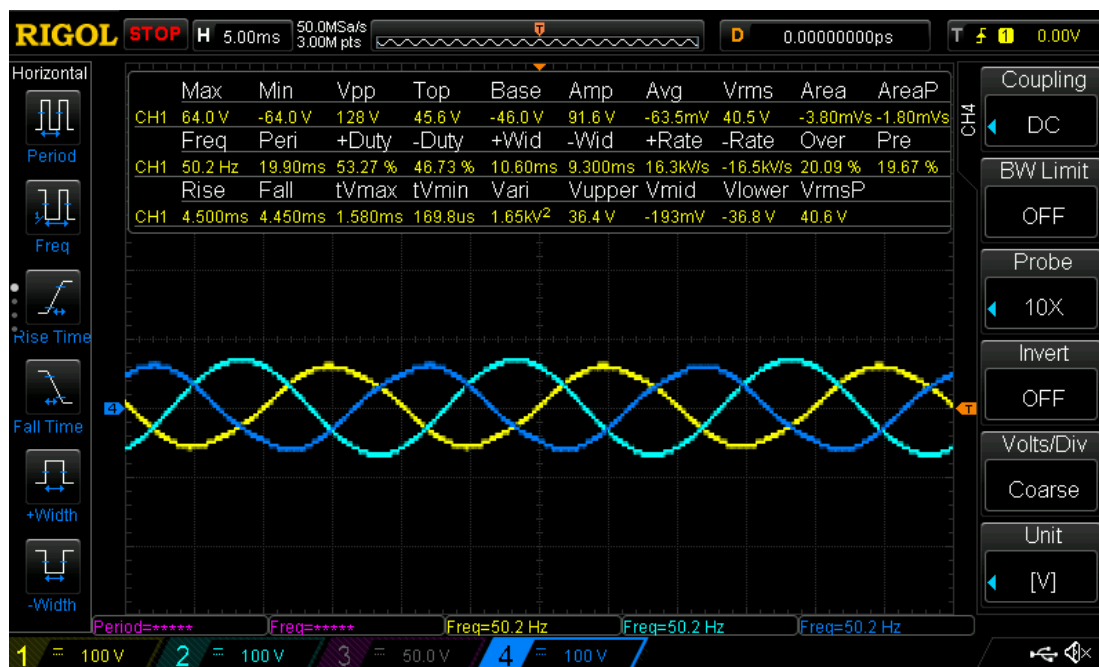 RIGOL STOP H 5.00ms 50.0MSa/s 3.00M pts D 0.00000000ps T 1 0.00V
Horizontal
Period
Freq
Rise Time
Fall Time
+Width
-Width
Max Min Vpp Top Base Amp Avg Vrms Area AreaP
CH1 64.0 V -64.0 V 128 V 45.6 V -46.0 V 91.6 V -63.5mV 40.5 V -3.80mVs -1.80mVs
Freq Peri +Duty -Duty +Wid -Wid +Rate -Rate Over Pre
CH1 50.2 Hz 19.90ms 53.27 % 46.73 % 10.60ms 9.300ms 16.3kV/s -16.5kV/s 20.09 % 19.67 %
Rise Fall tVmax tVmin Vari Vupper Vmid Vlower VrmsP
CH1 4.500ms 4.450ms 1.580ms 169.8us 1.65kV² 36.4 V -193mV -36.8 V 40.6 V
T
4
T
CH4
Coupling
DC
BW Limit
OFF
Probe
10X
Invert
OFF
Volts/Div
Coarse
Unit
[V]
Period=***** Freq=***** Freq=50.2 Hz Freq=50.2 Hz Freq=50.2 Hz
1 = 100 V 2 = 100 V 3 = 50.0 V 4 = 100 V